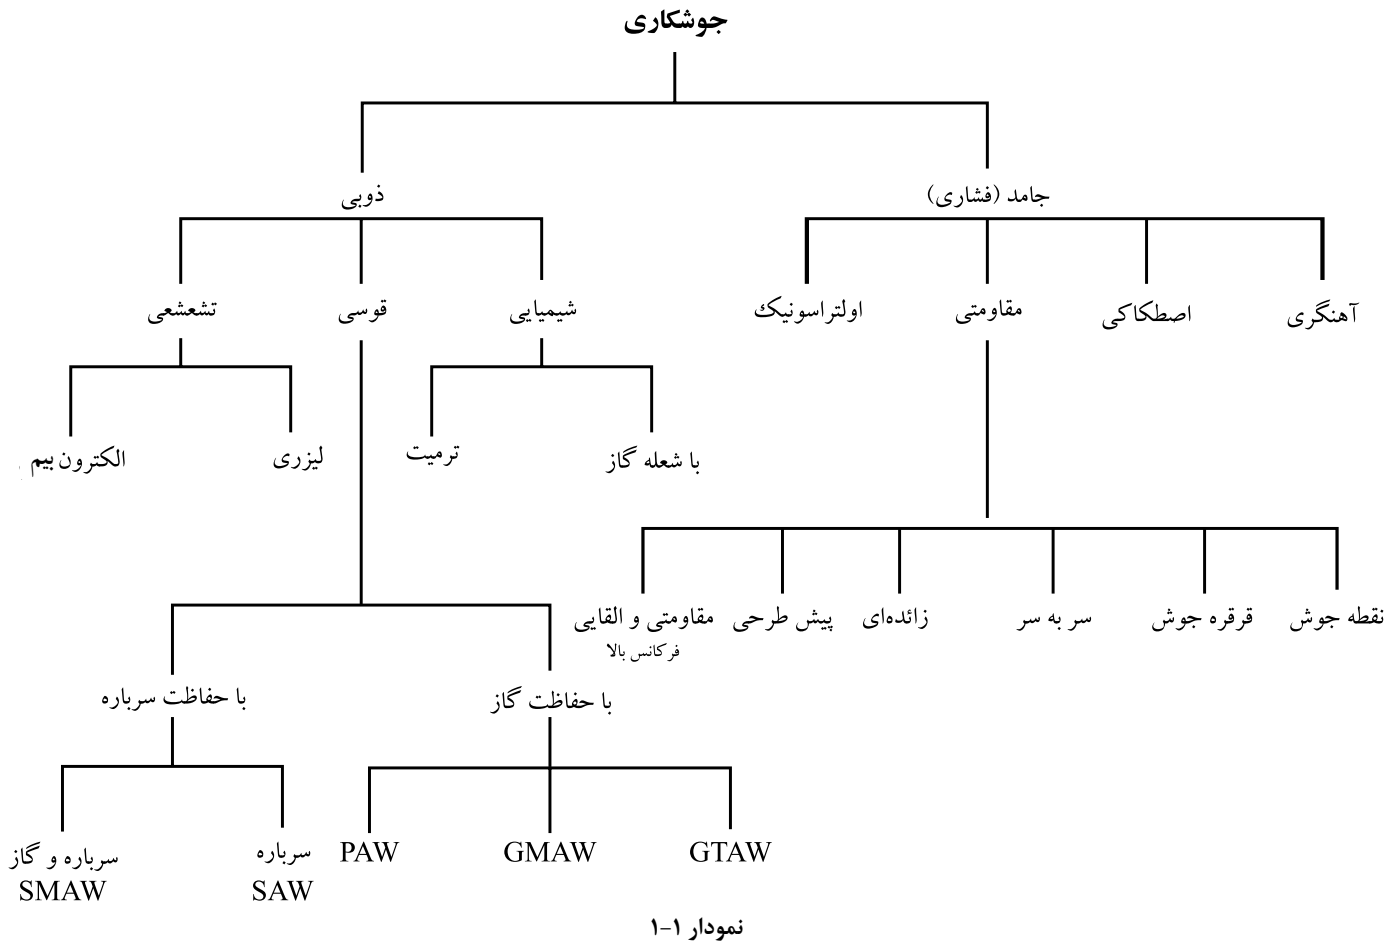 جوشکاری
جامد (فشاری)
ذوبی
آهنگری
اصطکاکی
مقاومتی
اولتراسونیک
شیمیایی
قوسی
تشعشعی
با شعله گاز
ترمیت
لیزری
الکترون بیم
نقطه جوش
قرقره جوش
سر به سر
زائده‌ای
پیش طرحی
مقاومتی و القایی
فرکانس بالا
با حفاظت گاز
با حفاظت سرباره
GTAW
GMAW
PAW
سرباره
SAW
سرباره و گاز
SMAW
نمودار ۱-۱